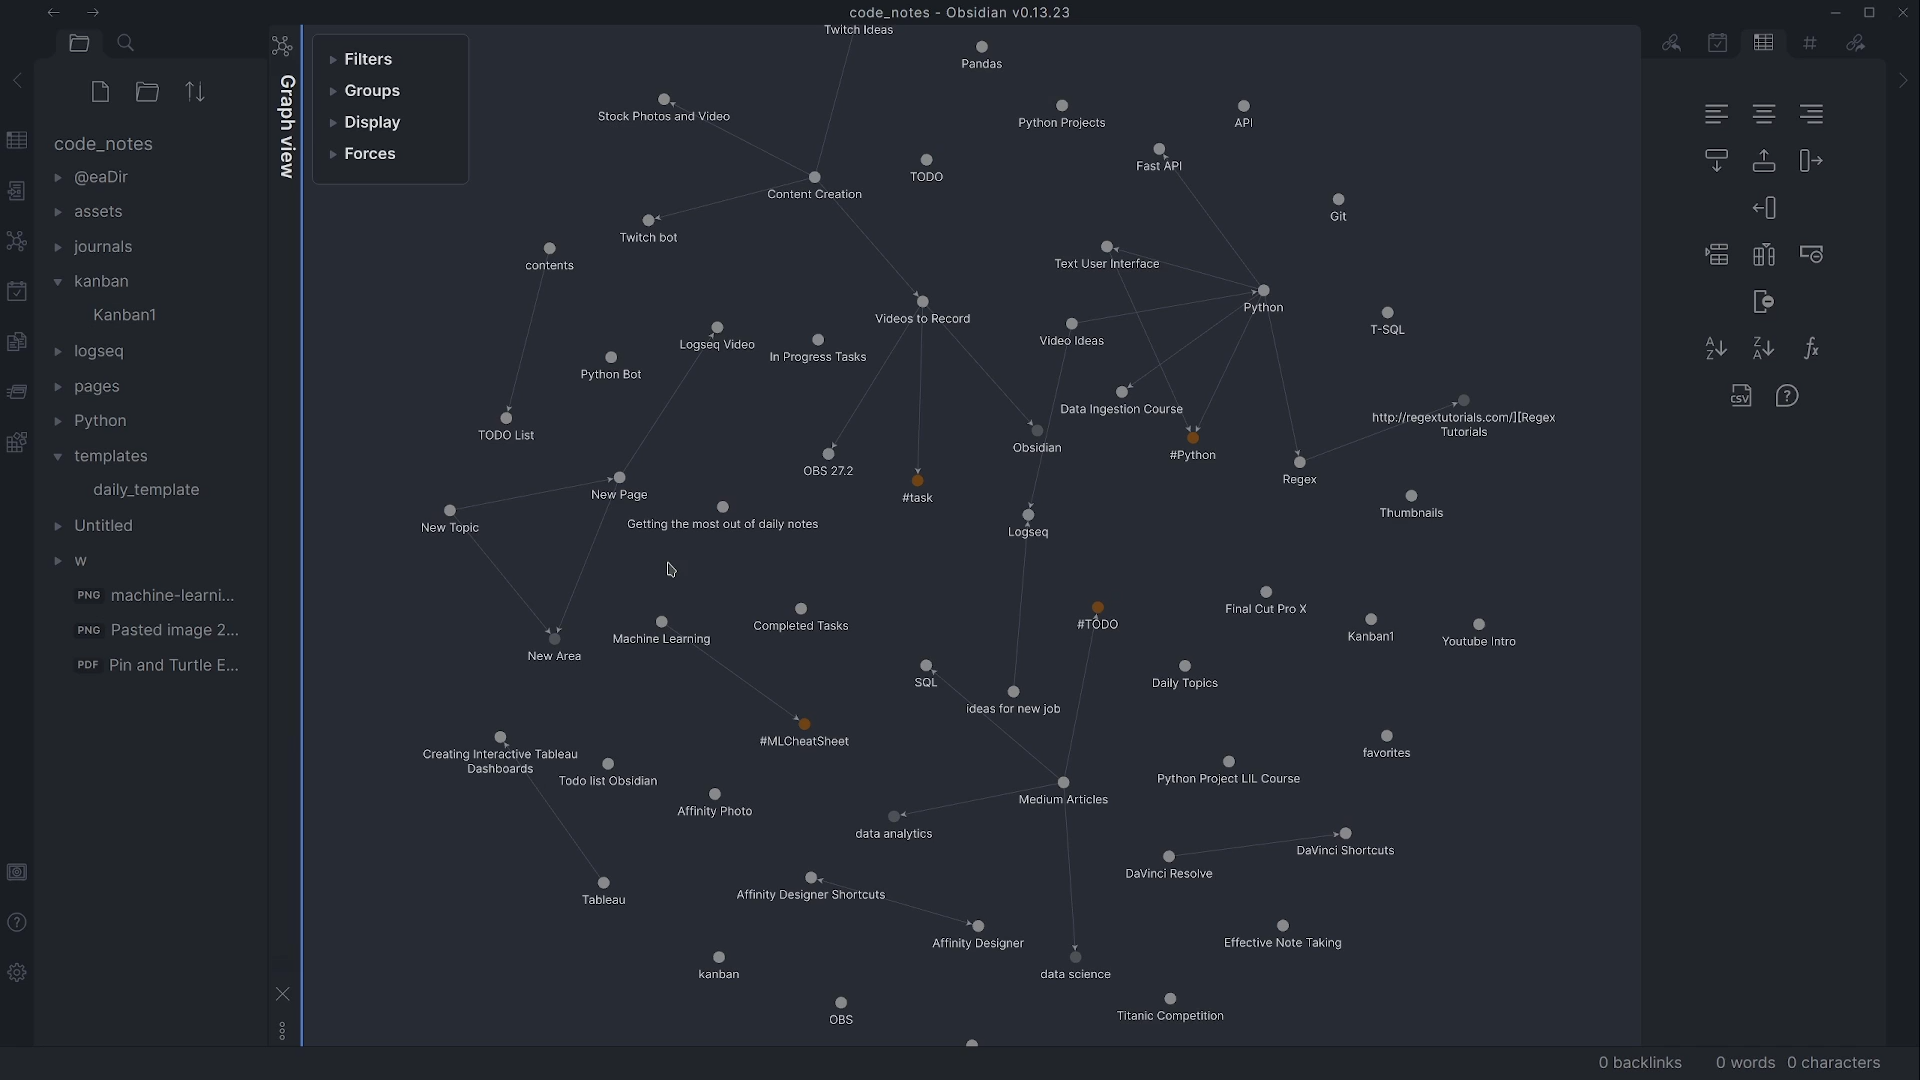 code_notes - Obsidian v0.13.23
Graph view
Filters
Groups
Display
Forces
code_notes
@eaDir
assets
journals
kanban
Kanban1
logseq
pages
Python
templates
daily_template
Untitled
w
PNG machine-learni...
PNG Pasted image 2...
PDF Pin and Turtle E...
Twitch Ideas
Pandas
Stock Photos and Video
Python Projects
API
Fast API
TODO
Content Creation
Git
Twitch bot
contents
Text User Interface
Python
Videos to Record
T-SQL
Video Ideas
Logseq Video
In Progress Tasks
Python Bot
Data Ingestion Course
http://regextutorials.com/][Regex
Tutorials
TODO List
Obsidian
#Python
OBS 27.2
Regex
New Page
#task
Thumbnails
New Topic
Getting the most out of daily notes
Logseq
Final Cut Pro X
Completed Tasks
#TODO
Kanban1
Youtube Intro
Machine Learning
New Area
SQL
Daily Topics
ideas for new job
#MLCheatSheet
favorites
Creating Interactive Tableau
Dashboards
Todo list Obsidian
Python Project LIL Course
Medium Articles
Affinity Photo
data analytics
DaVinci Shortcuts
DaVinci Resolve
Affinity Designer Shortcuts
Tableau
Affinity Designer
Effective Note Taking
kanban
data science
OBS
Titanic Competition
A
Z
Z
A
fx
CSV
0 backlinks
0 words
0 characters